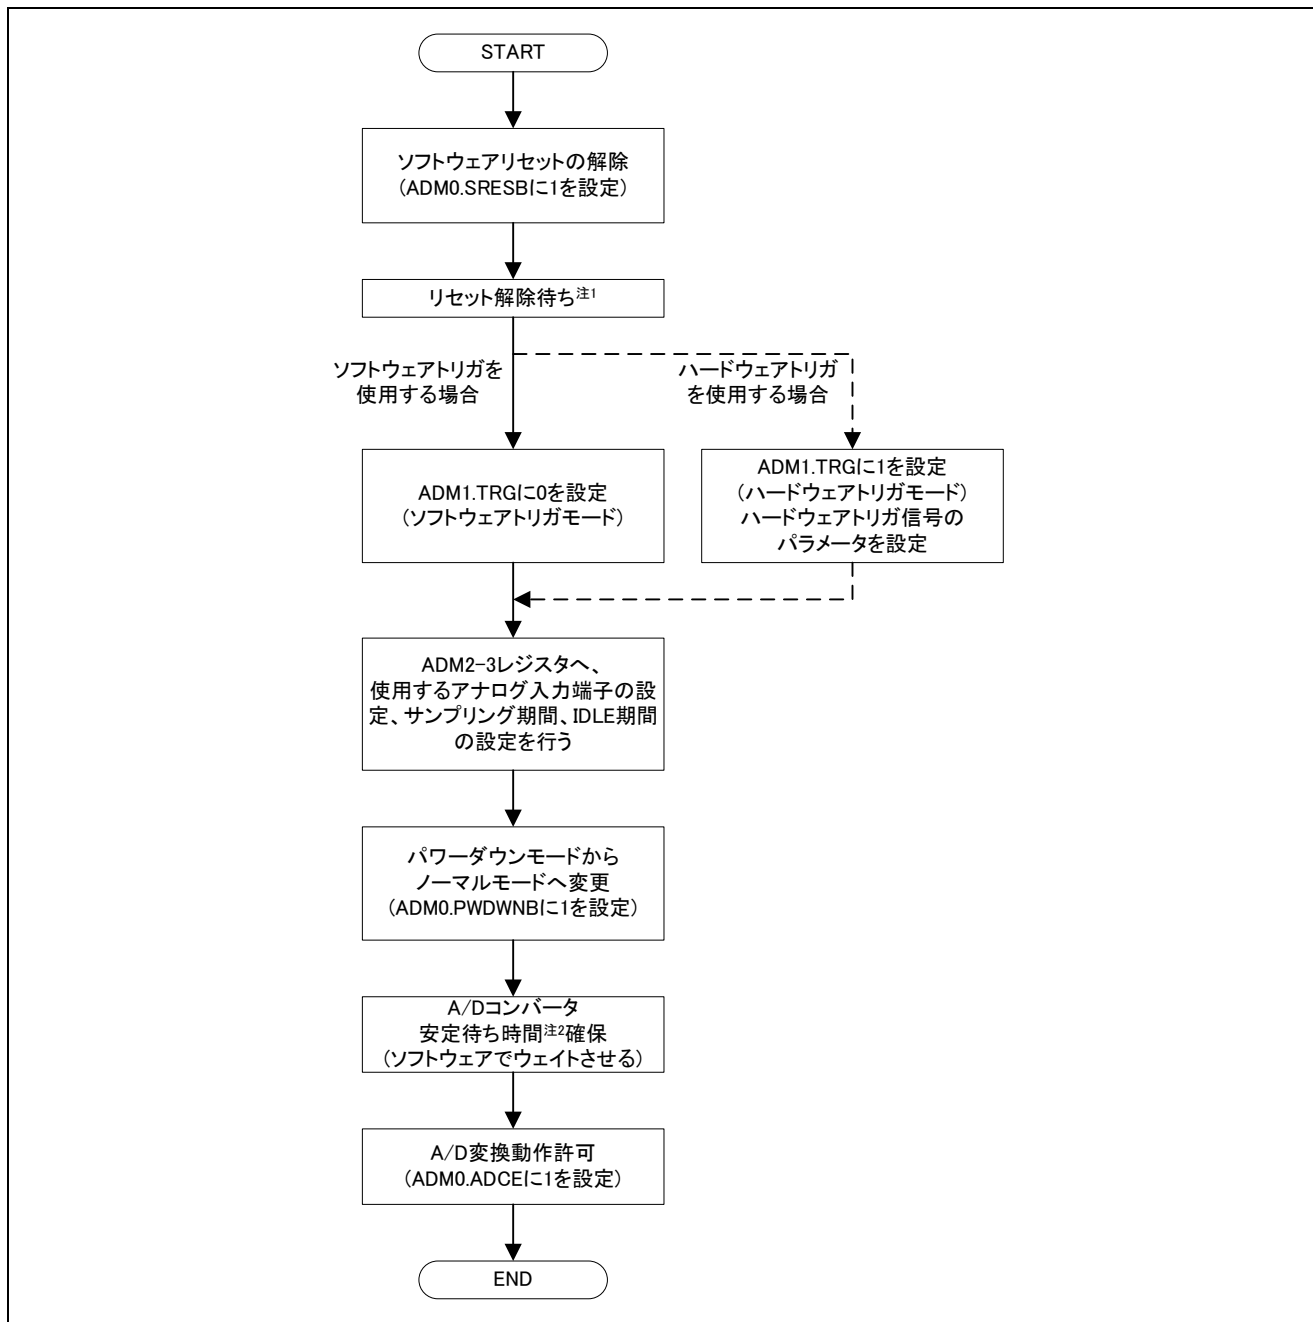 START
ソフトウェアリセットの解除
（ADM0.SRESBに1を設定）
リセット解除待ち注1
ソフトウェアトリガを
使用する場合
ハードウェアトリガ
を使用する場合
ADM1.TRGに0を設定
（ソフトウェアトリガモード）
ADM1.TRGに1を設定
（ハードウェアトリガモード）
ハードウェアトリガ信号の
パラメータを設定
ADM2-3レジスタへ、
使用するアナログ入力端子の設
定、サンプリング期間、IDLE期間
の設定を行う
パワーダウンモードから
ノーマルモードへ変更
（ADM0.PWDWNBに1を設定）
A/Dコンバータ
安定待ち時間注2確保
（ソフトウェアでウェイトさせる）
A/D変換動作許可
（ADM0.ADCEに1を設定）
END